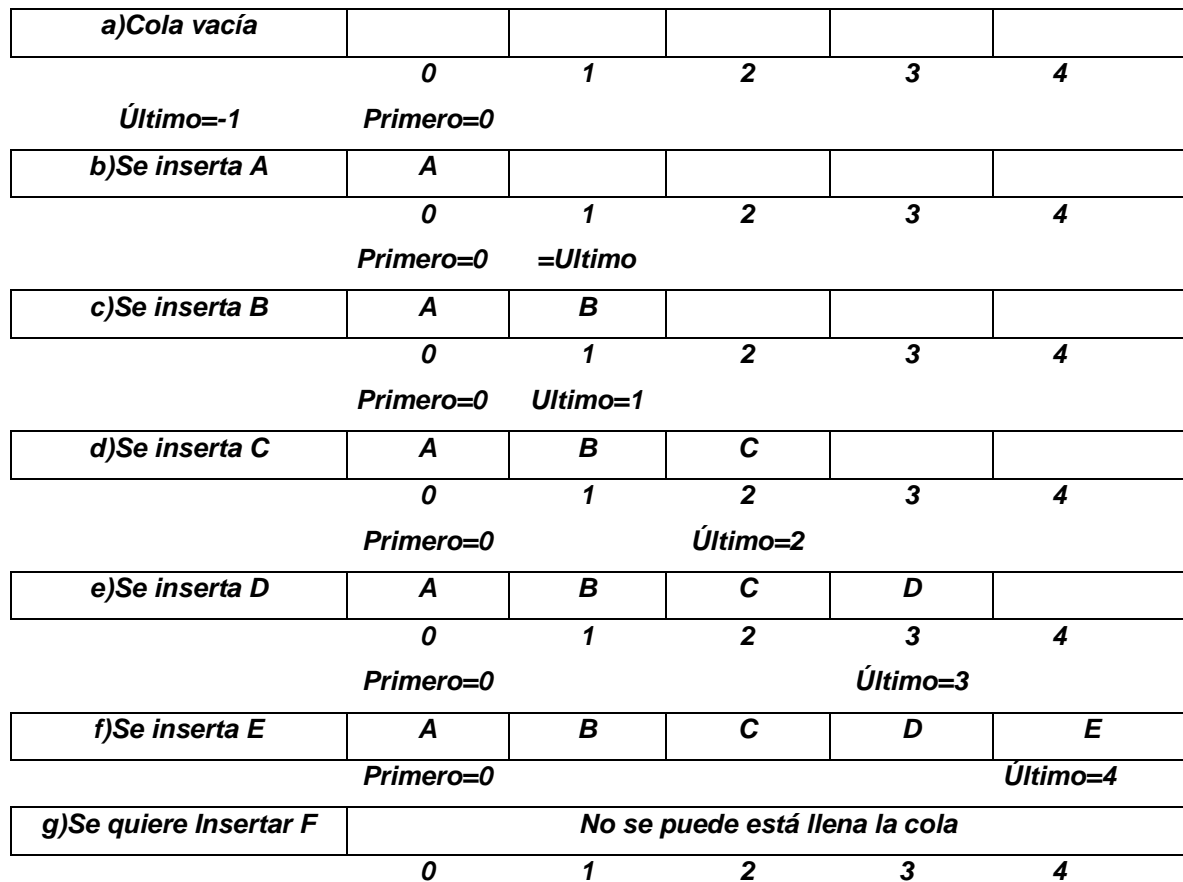 a)Cola vacía
0 1 2 3 4
Último=-1 Primero=0
b)Se inserta A A
0 1 2 3 4
Primero=0 =Ultimo
c)Se inserta B A B
0 1 2 3 4
Primero=0 Ultimo=1
d)Se inserta C A B C
0 1 2 3 4
Primero=0 Último=2
e)Se inserta D A B C D
0 1 2 3 4
Primero=0 Último=3
f)Se inserta E A B C D E
Primero=0 Último=4
g)Se quiere Insertar F No se puede está llena la cola
0 1 2 3 4